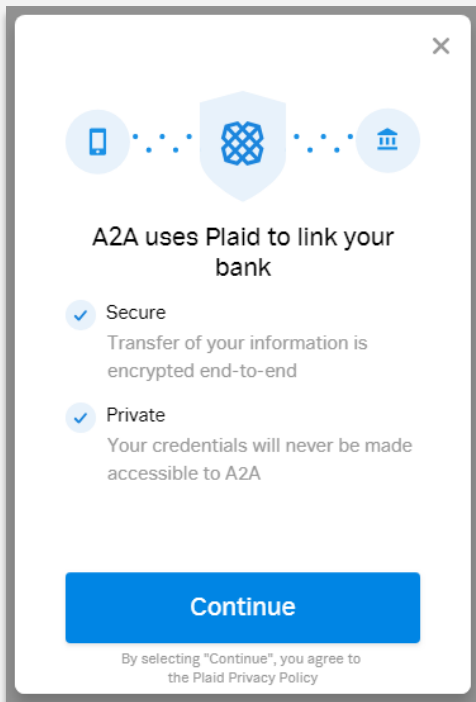 A2A uses Plaid to link your
bank
Secure
Transfer of your information is
encrypted end-to-end
Private
Your credentials will never be made
accessible to A2A
Continue
By selecting "Continue", you agree to
the Plaid Privacy Policy